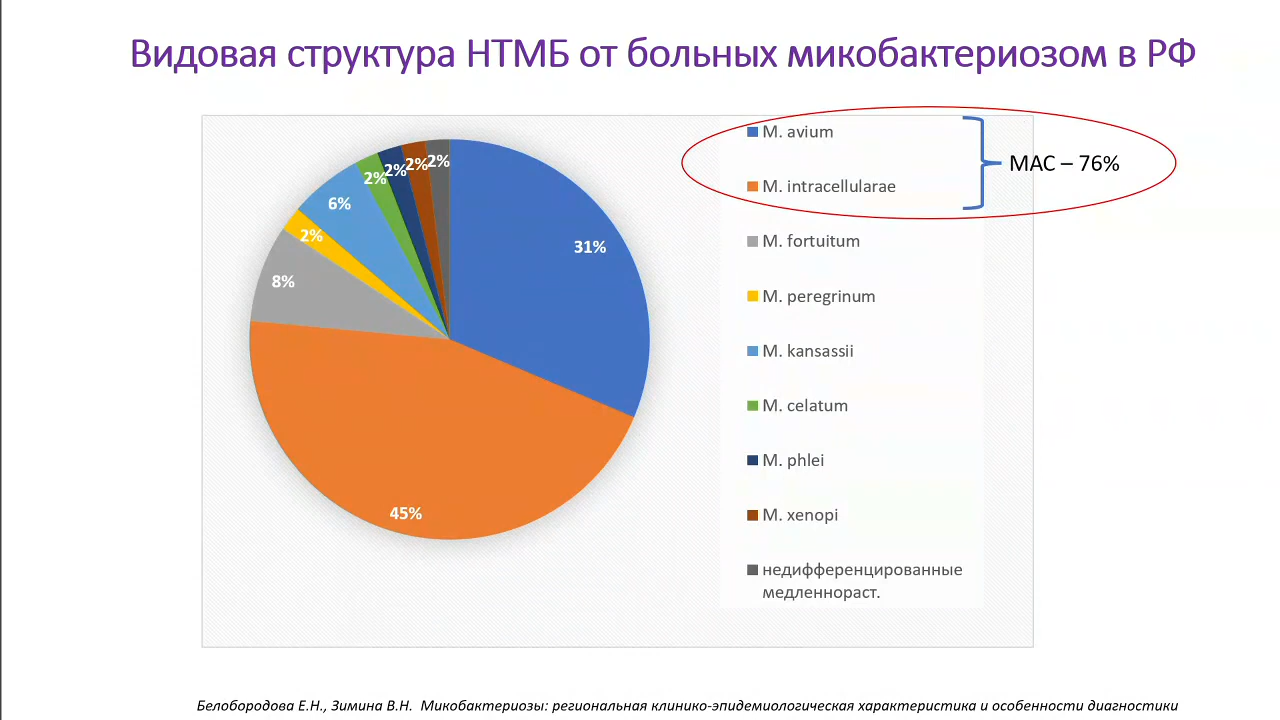 Видовая структура НТМБ от больных микобактериозом в РФ
M. avium
MAC – 76%
M. intracellularae
M. fortuitum
M. peregrinum
M. kansassii
M. celatum
M. phlei
M. xenopi
недифференцированные
медленнораст.
31%
45%
8%
2%
6%
2%
2%
2%
2%
Белобородова Е.Н., Зимина В.Н. Микобактериозы: региональная клинико-эпидемиологическая характеристика и особенности диагностики